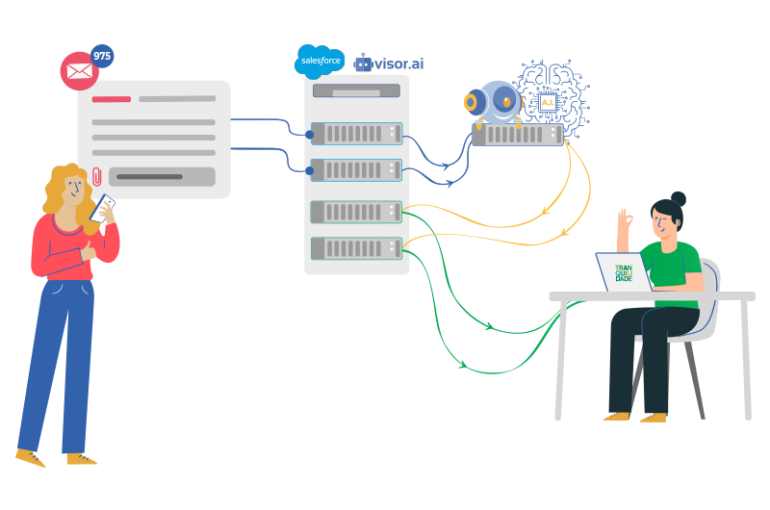 975
salesforce
visor.ai
A.I.
TRAN
QUILI
DADE